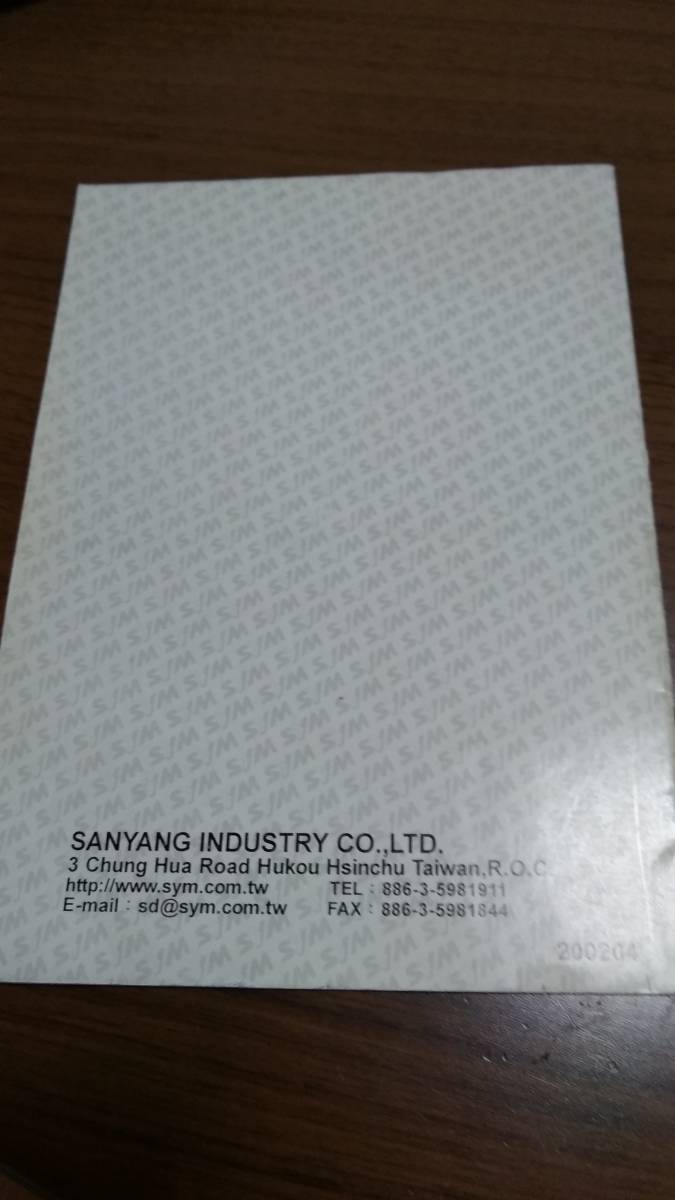 SANYANG INDUSTRY CO.,LTD.
3 Chung Hua Road Hukou Hsinchu Taiwan,R.O.C
http://www.sym.com.tw TEL：886-3-5981911
E-mail：sd@sym.com.tw FAX：886-3-5981844
200204